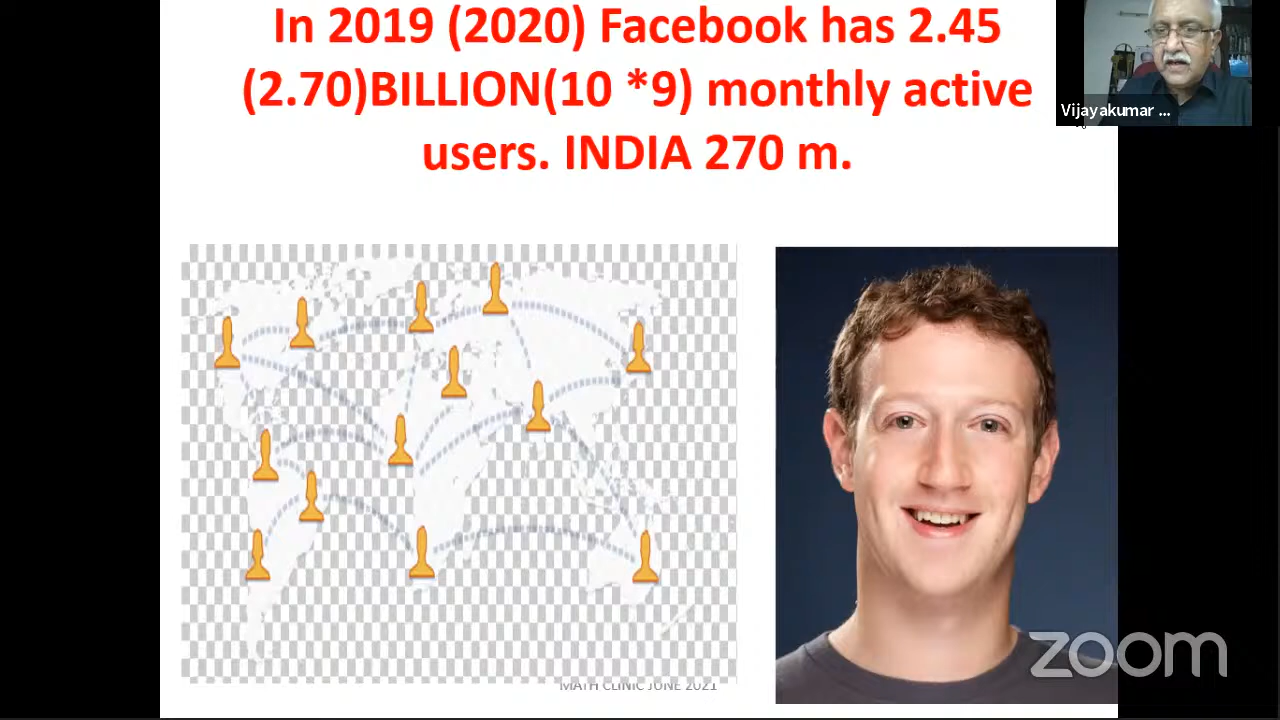 In 2019 (2020) Facebook has 2.45
(2.70)BILLION(10 *9) monthly active
users. INDIA 270 m.
Vijayakumar ...
MATH CLINIC JUNE 2021
zoom